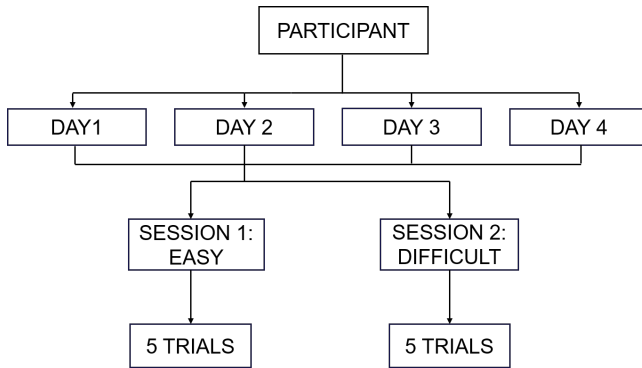 PARTICIPANT
DAY1
DAY 2
DAY 3
DAY 4
SESSION 1:
EASY
SESSION 2:
DIFFICULT
5 TRIALS
5 TRIALS